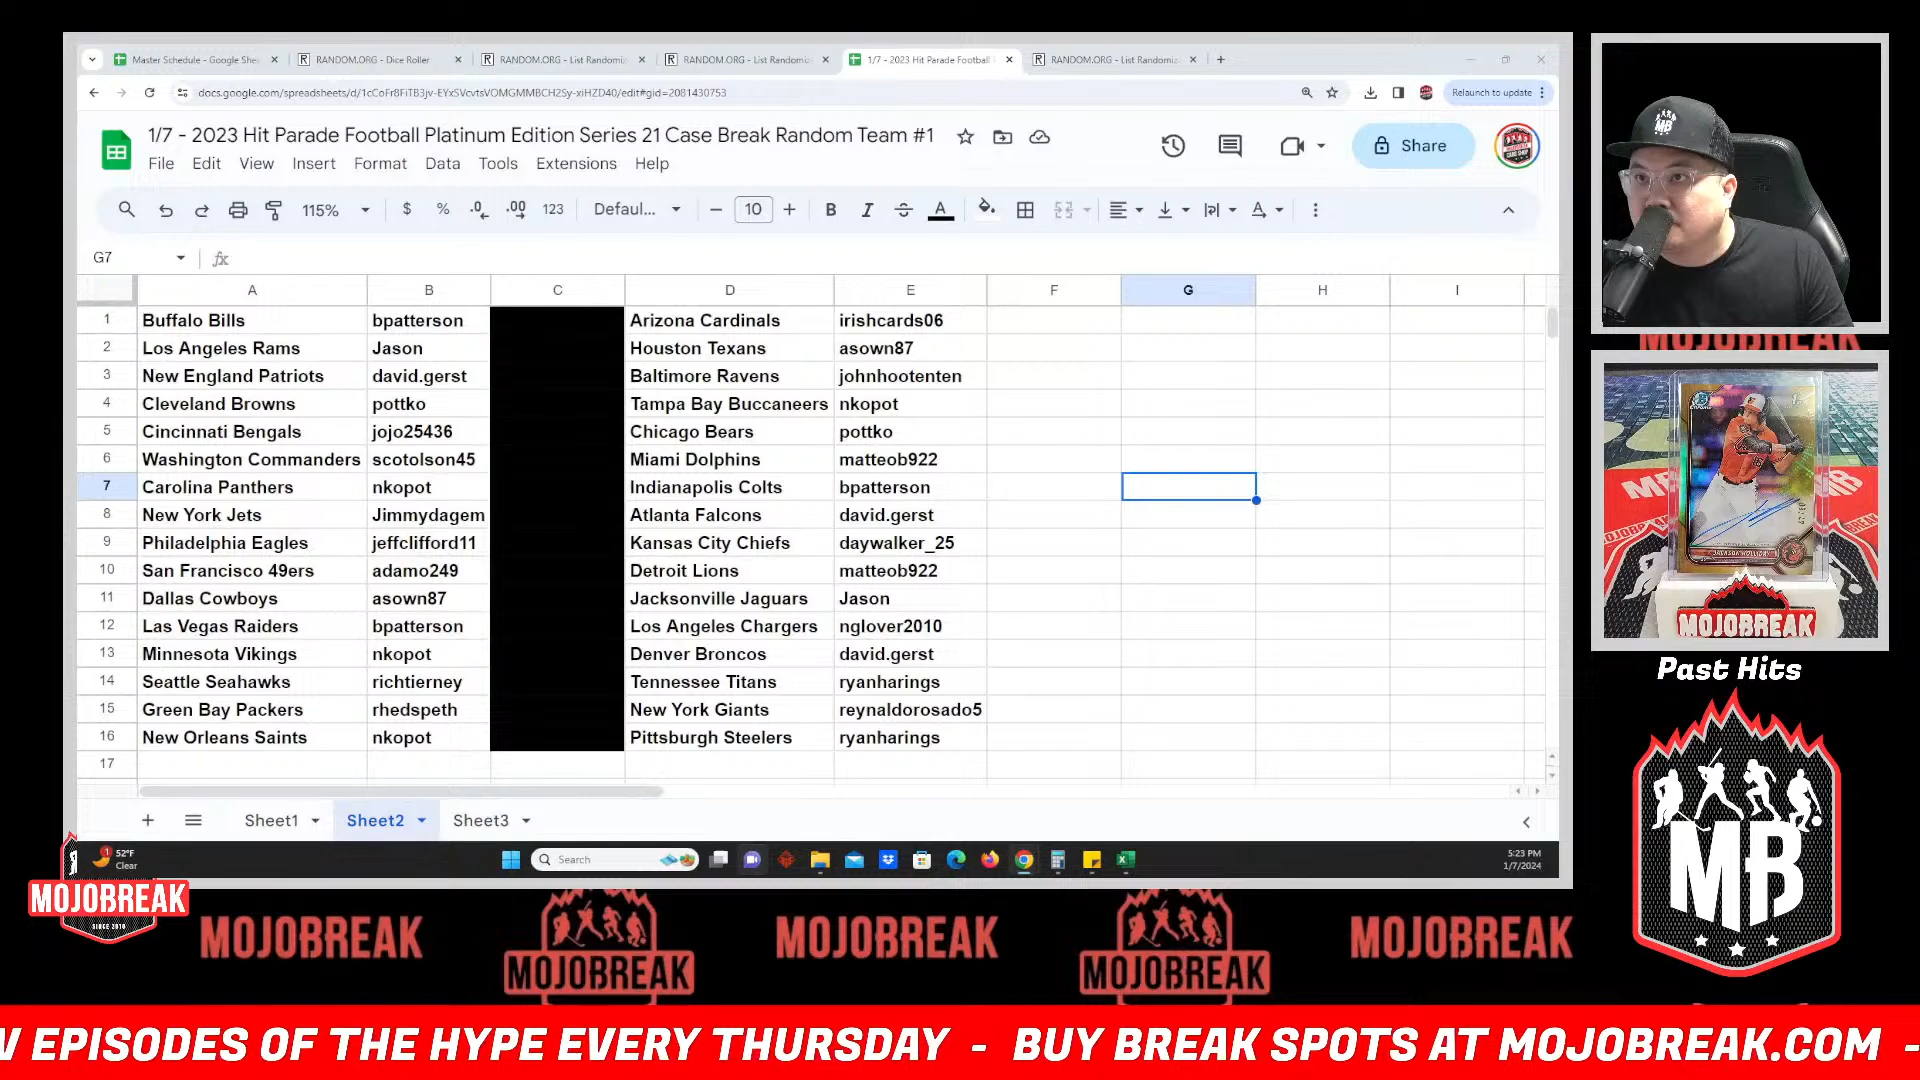 Master Schedule - Google She
RANDOM.ORG - Dice Roller
RANDOM.ORG - List Randomiz
RANDOM.ORG - List Randomiz
1/7 - 2023 Hit Parade Football
RANDOM.ORG - List Randomiz
docs.google.com/spreadsheets/d/1cCoFr8FiTB3jv-EYxSVcvtsVOMGMMBCH2Sy-xiHZD40/edit#gid=2081430753
Relaunch to update
1/7 - 2023 Hit Parade Football Platinum Edition Series 21 Case Break Random Team #1
Share
File Edit View Insert Format Data Tools Extensions Help
115% $ % .0 .00 123 Defaul... 10 B I S A
G7 fx
A B C D E F G H I
1 Buffalo Bills bpatterson Arizona Cardinals irishcards06
2 Los Angeles Rams Jason Houston Texans asown87
3 New England Patriots david.gerst Baltimore Ravens johnhootenten
4 Cleveland Browns pottko Tampa Bay Buccaneers nkopot
5 Cincinnati Bengals jojo25436 Chicago Bears pottko
6 Washington Commanders scotolson45 Miami Dolphins matteob922
7 Carolina Panthers nkopot Indianapolis Colts bpatterson
8 New York Jets Jimmydagem Atlanta Falcons david.gerst
9 Philadelphia Eagles jeffclifford11 Kansas City Chiefs daywalker_25
10 San Francisco 49ers adamo249 Detroit Lions matteob922
11 Dallas Cowboys asown87 Jacksonville Jaguars Jason
12 Las Vegas Raiders bpatterson Los Angeles Chargers nglover2010
13 Minnesota Vikings nkopot Denver Broncos david.gerst
14 Seattle Seahawks richtierney Tennessee Titans ryanharings
15 Green Bay Packers rhedspeth New York Giants reynaldorosado5
16 New Orleans Saints nkopot Pittsburgh Steelers ryanharings
17
Sheet1 Sheet2 Sheet3
1 52°F
Clear
Search
5:23 PM
1/7/2024
MB
MOJOBREAK
JACKSON HOLLIDAY
MOJOBREAK
Past Hits
MB
MOJOBREAK
SINCE 2010
MOJOBREAK MOJOBREAK MOJOBREAK MOJOBREAK MOJOBREAK
W EPISODES OF THE HYPE EVERY THURSDAY - BUY BREAK SPOTS AT MOJOBREAK.COM -